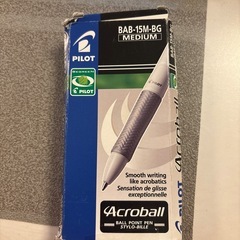 BAB-15M-BG
MEDIUM
PILOT
PILOT
Smooth writing
like acrobatics
Sensation de glisse
exceptionnelle
Acroball
BALL POINT PEN
STYLO-BILLE
PILOT